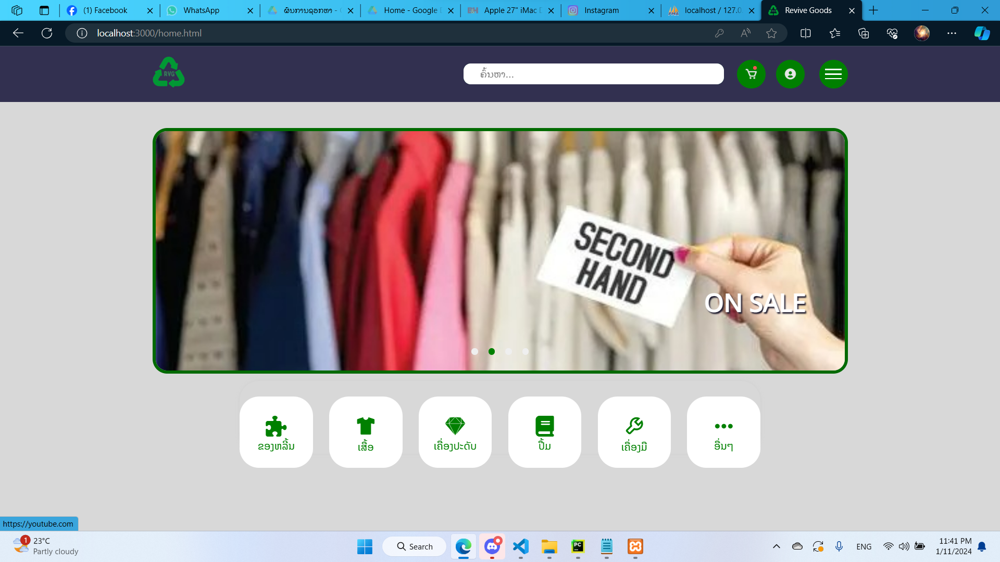 (1) Facebook
WhatsApp
ຜົນການຊອກຫາ -
Home - Google
Apple 27" iMac
Instagram
localhost / 127.0
Revive Goods
localhost:3000/home.html
RVG
ຄົ້ນຫາ...
SECOND
HAND
ON SALE
ຂອງຫລິ້ນ
ເສື້ອ
ເຄື່ອງປະດັບ
ປຶ້ມ
ເຄື່ອງມື
ອື່ນໆ
https://youtube.com
1
23°C
Partly cloudy
Search
PC
ENG
11:41 PM
1/11/2024